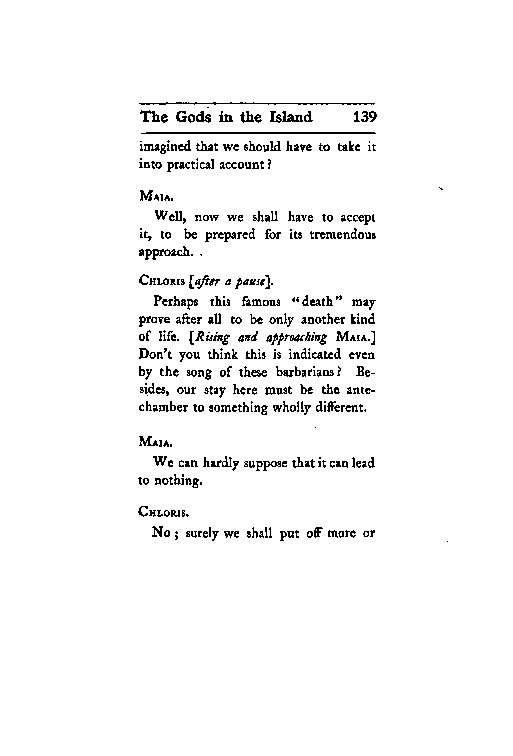 The Gods in the Island 139
imagined that we should have to take it
into practical account?
MAIA.
Well, now we shall have to accept
it, to be prepared for its tremendous
approach. .
CHLORIS [after a pause].
Perhaps this famous "death" may
prove after all to be only another kind
of life. [Rising and approaching MAIA.]
Don't you think this is indicated even
by the song of these barbarians? Be-
sides, our stay here must be the ante-
chamber to something wholly different.
MAIA.
We can hardly suppose that it can lead
to nothing.
CHLORIS.
No; surely we shall put off more or